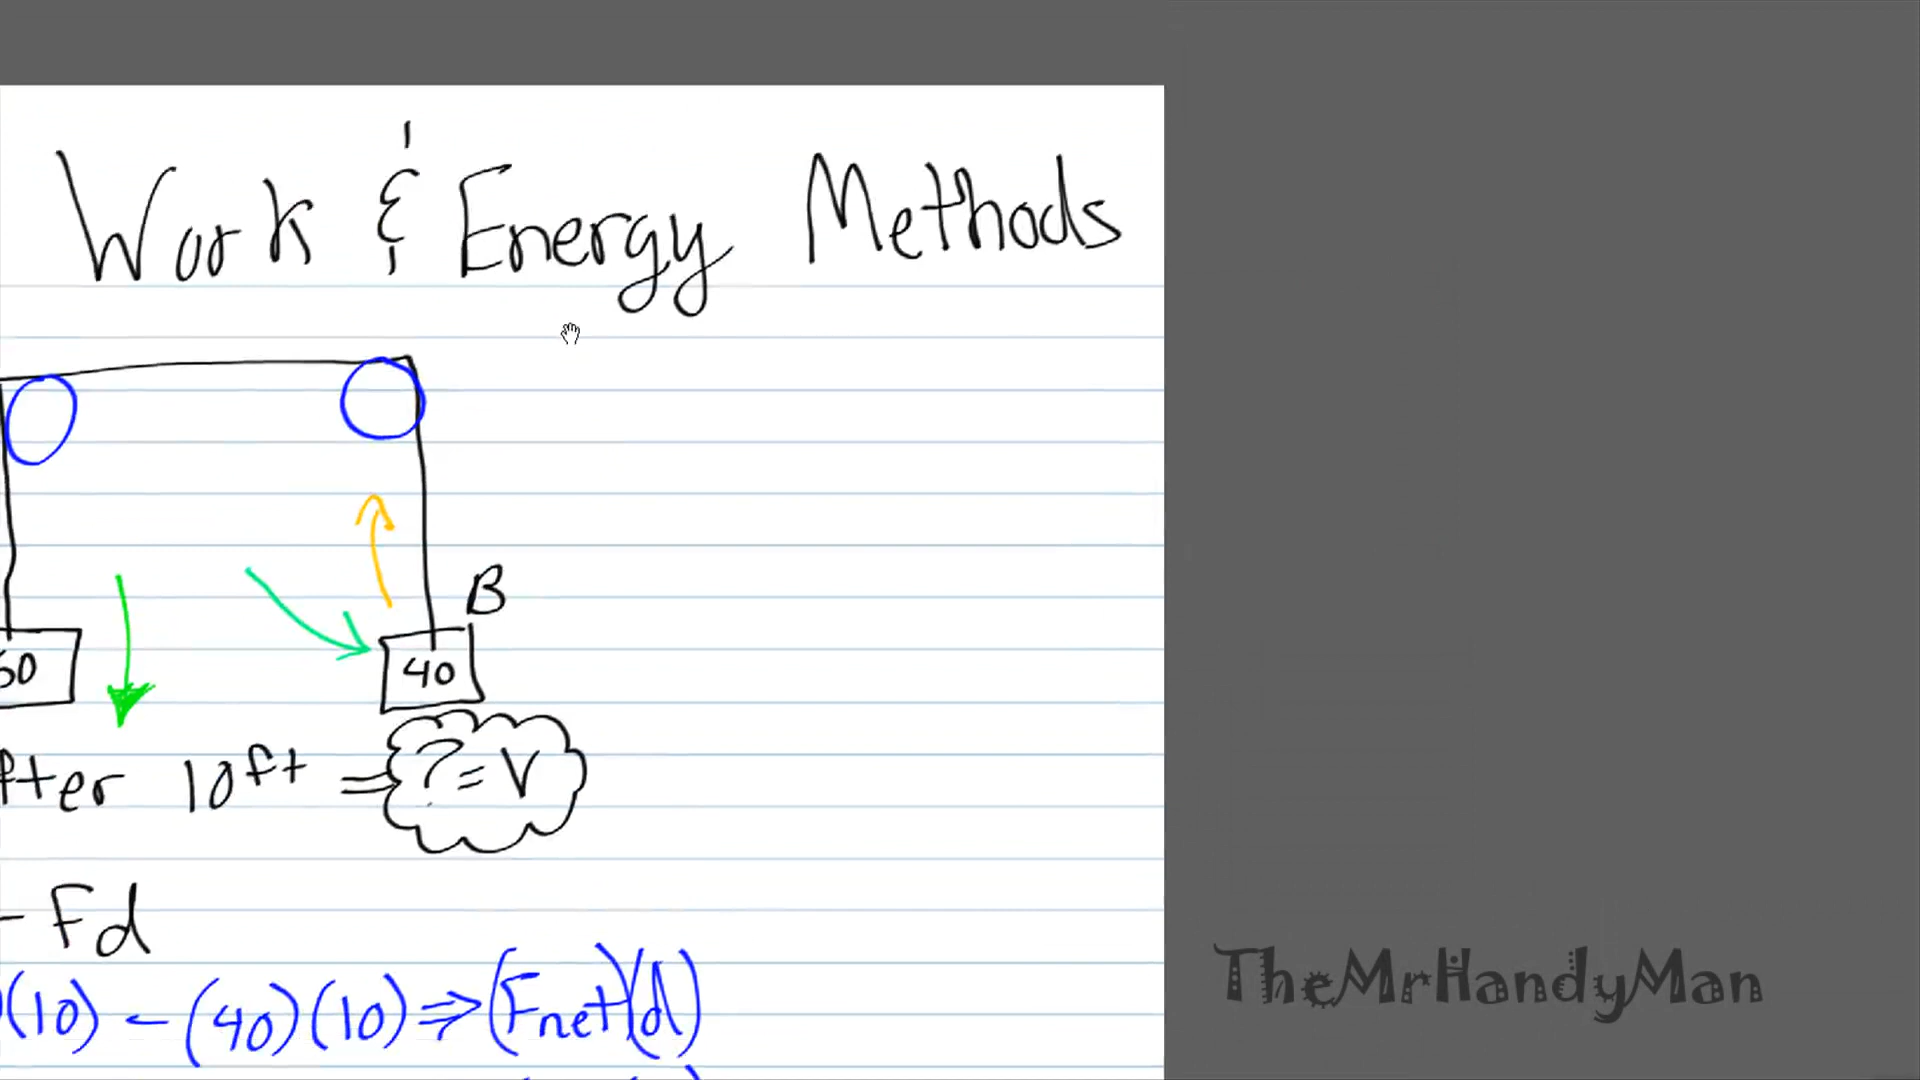 Work & Energy Methods
B
60
40
fter 10ft = ? = V
- Fd
)(10) - (40)(10) => (Fnet)(d)
TheMrHandyMan